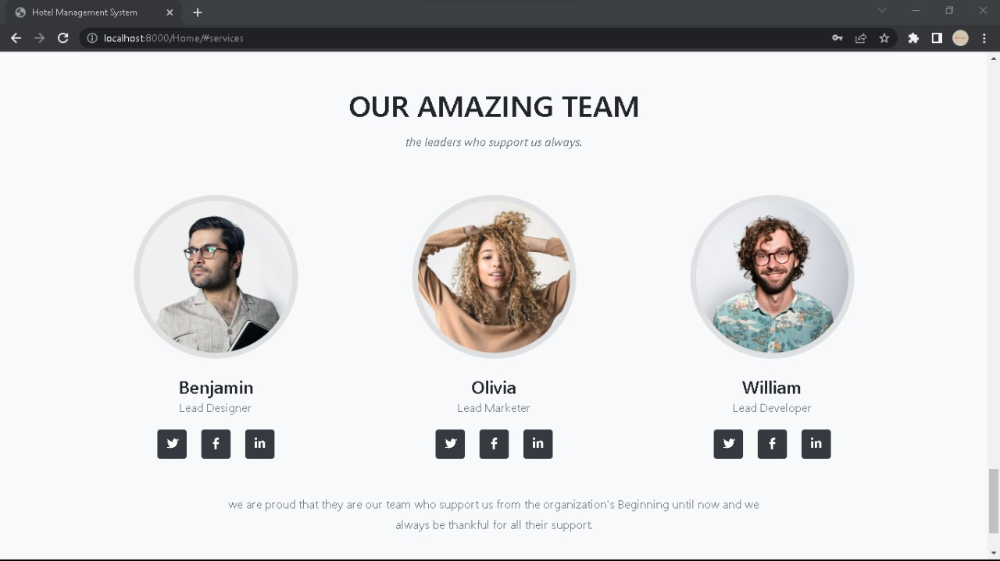 Hotel Management System
localhost:8000/Home/#services
OUR AMAZING TEAM
the leaders who support us always.
Benjamin
Lead Designer
Olivia
Lead Marketer
William
Lead Developer
we are proud that they are our team who support us from the organization's Beginning until now and we
always be thankful for all their support.